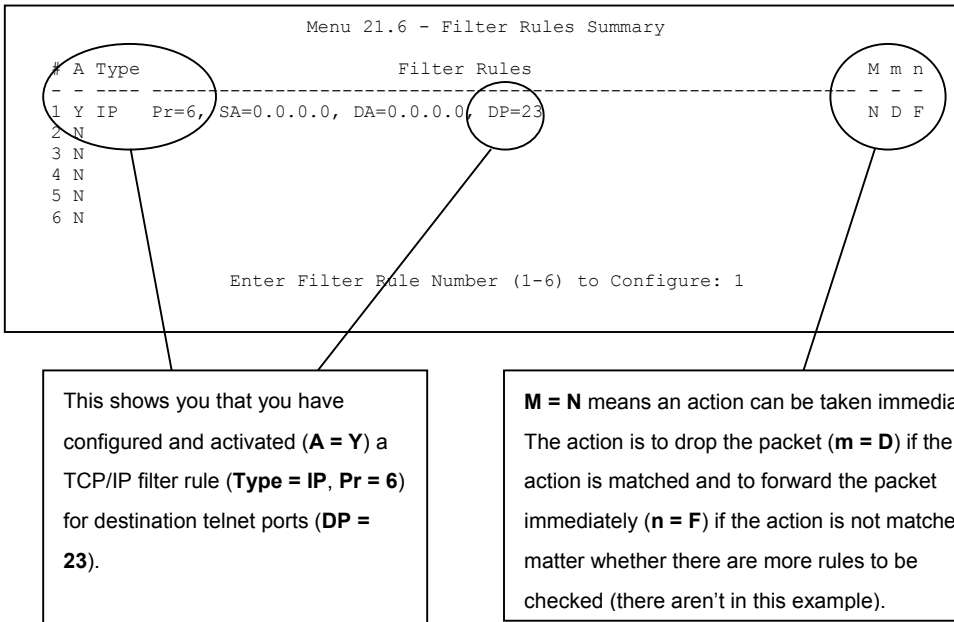 Menu 21.6 - Filter Rules Summary
# A Type Filter Rules M m n
- - ---- --------------------------------------------------------------- - - -
1 Y IP Pr=6, SA=0.0.0.0, DA=0.0.0.0, DP=23 N D F
2 N
3 N
4 N
5 N
6 N
Enter Filter Rule Number (1-6) to Configure: 1
This shows you that you have
configured and activated (A = Y) a
TCP/IP filter rule (Type = IP, Pr = 6)
for destination telnet ports (DP =
23).
M = N means an action can be taken immedia
The action is to drop the packet (m = D) if the
action is matched and to forward the packet
immediately (n = F) if the action is not matche
matter whether there are more rules to be
checked (there aren't in this example).